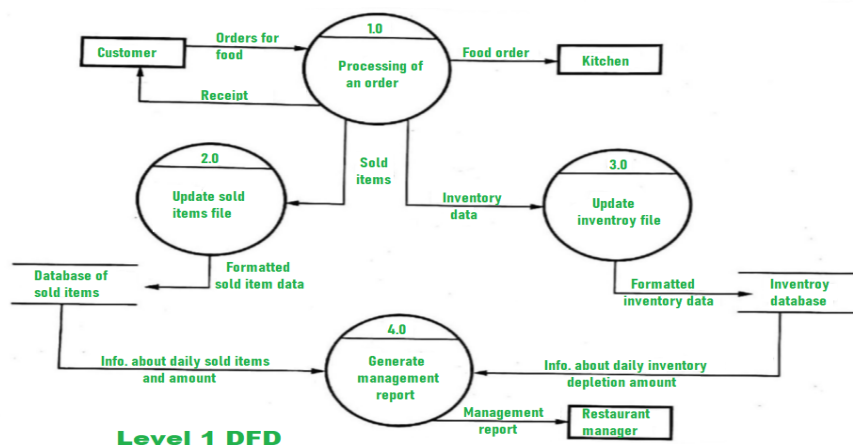 1.0
Orders for
food
Customer
Processing of
an order
Food order
Kitchen
Receipt
2.0
Sold
items
3.0
Update sold
items file
Inventory
data
Update
inventroy file
Formatted
sold item data
Database of
sold items
Formatted
inventory data
Inventroy
database
4.0
Info. about daily sold items
and amount
Generate
management
report
Info. about daily inventory
depletion amount
Management
report
Restaurant
manager
Level 1 DFD